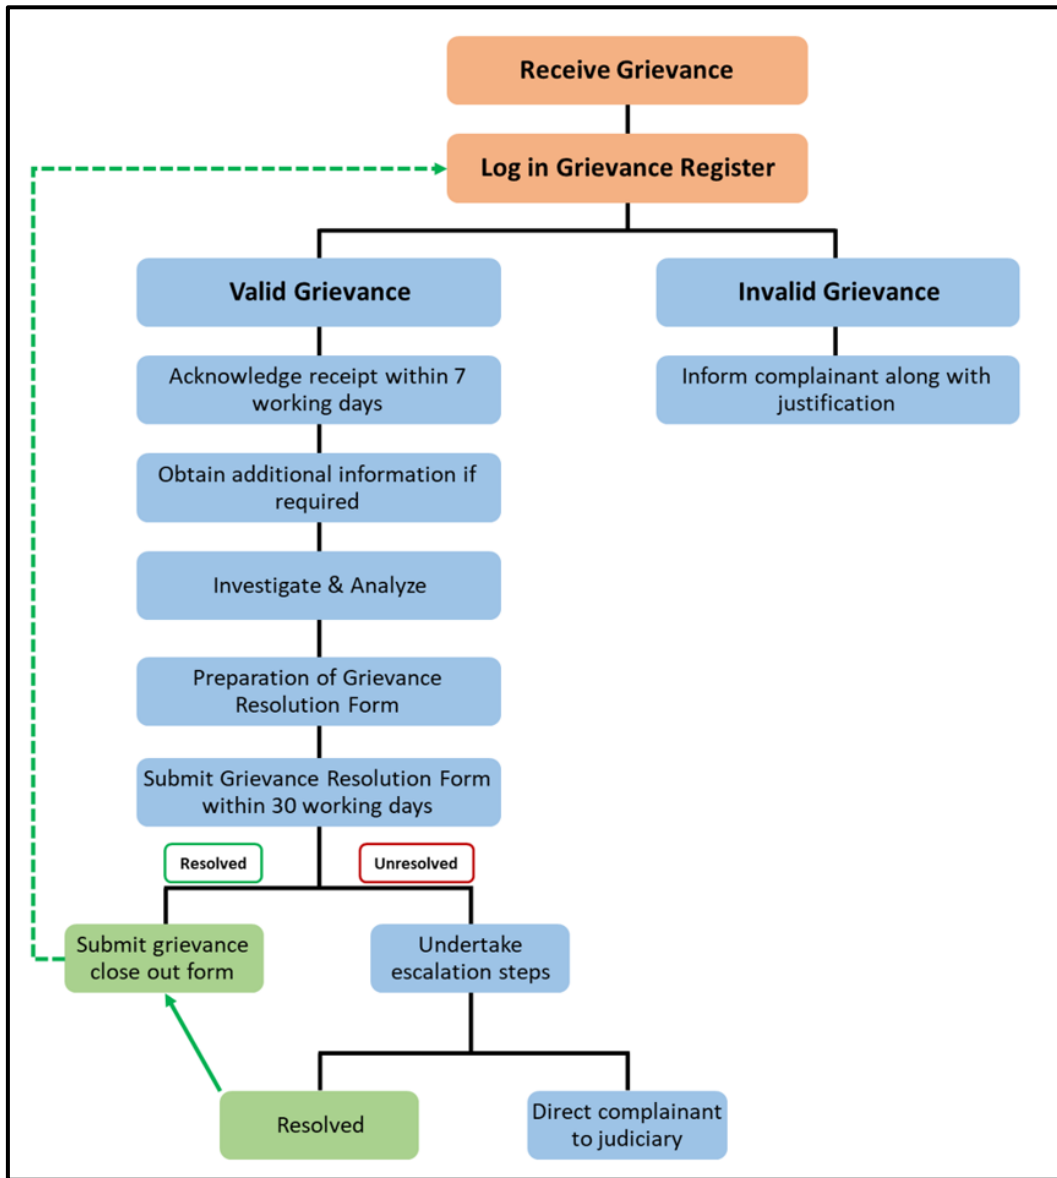 Receive Grievance
Log in Grievance Register
Valid Grievance
Invalid Grievance
Acknowledge receipt within 7
working days
Inform complainant along with
justification
Obtain additional information if
required
Investigate & Analyze
Preparation of Grievance
Resolution Form
Submit Grievance Resolution Form
within 30 working days
Resolved
Unresolved
Submit grievance
close out form
Undertake
escalation steps
Resolved
Direct complainant
to judiciary